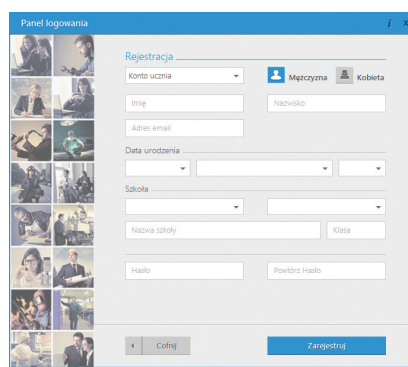 Panel logowania i x
Rejestracja
Konto ucznia Mężczyzna Kobieta
Imię Nazwisko
Adres email
Data urodzenia
Szkoła
Nazwa szkoły Klasa
Hasło Powtórz Hasło
Cofnij Zarejestruj